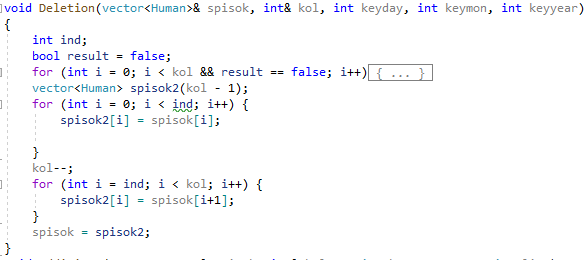 void Deletion(vector<Human>& spisok, int& kol, int keyday, int keymon, int keyyear)
{
    int ind;
    bool result = false;
    for (int i = 0; i < kol && result == false; i++){ ... }
    vector<Human> spisok2(kol - 1);
    for (int i = 0; i < ind; i++) {
        spisok2[i] = spisok[i];
    }
    kol--;
    for (int i = ind; i < kol; i++) {
        spisok2[i] = spisok[i+1];
    }
    spisok = spisok2;
}